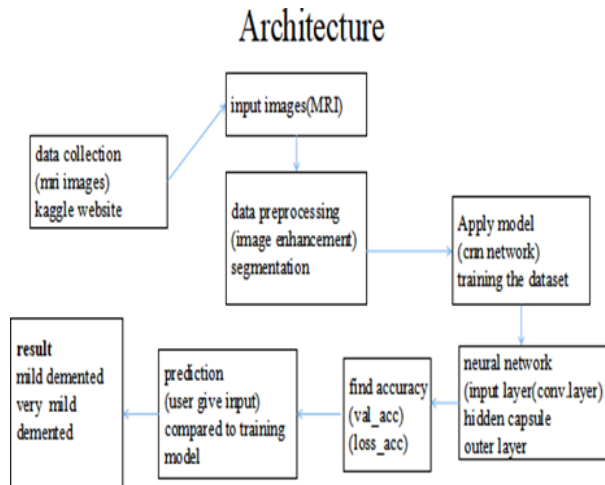 Architecture
input images(MRI)
data collection
(mri images)
kaggle website
data preprocessing
(image enhancement)
segmentation
Apply model
(cnn network)
training the dataset
neural network
(input layer(conv.layer)
hidden capsule
outer layer
find accuracy
(val_acc)
(loss_acc)
prediction
(user give input)
compared to training
model
result
mild demented
very mild
demented